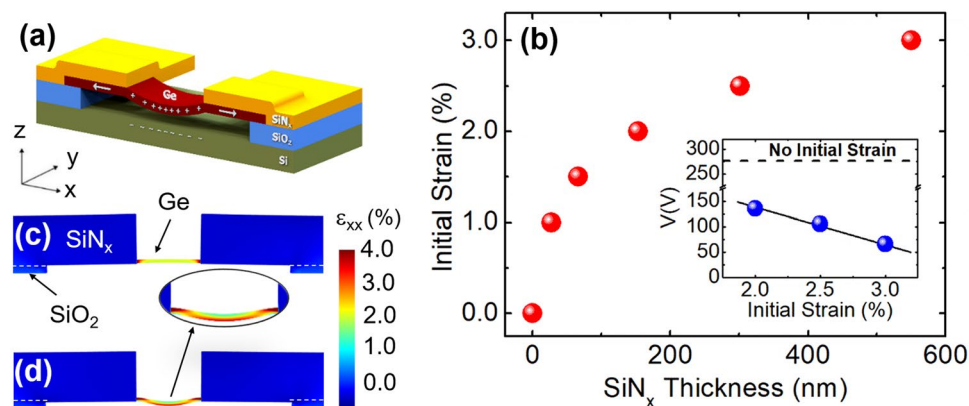 (a)
Ge
SiNx
SiO2
Si
z
y
x
(b)
Initial Strain (%)
3.0
2.0
1.0
0.0
0
200
400
600
SiNx Thickness (nm)
No Initial Strain
V(V)
300
250
150
100
50
0
2.0
2.5
3.0
Initial Strain (%)
(c)
Ge
SiNx
SiO2
εxx (%)
4.0
3.0
2.0
1.0
0.0
(d)